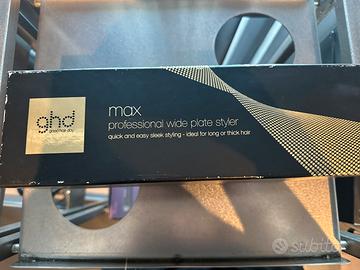 ghd
good hair day
max
professional wide plate styler
quick and easy sleek styling - ideal for long or thick hair
subito